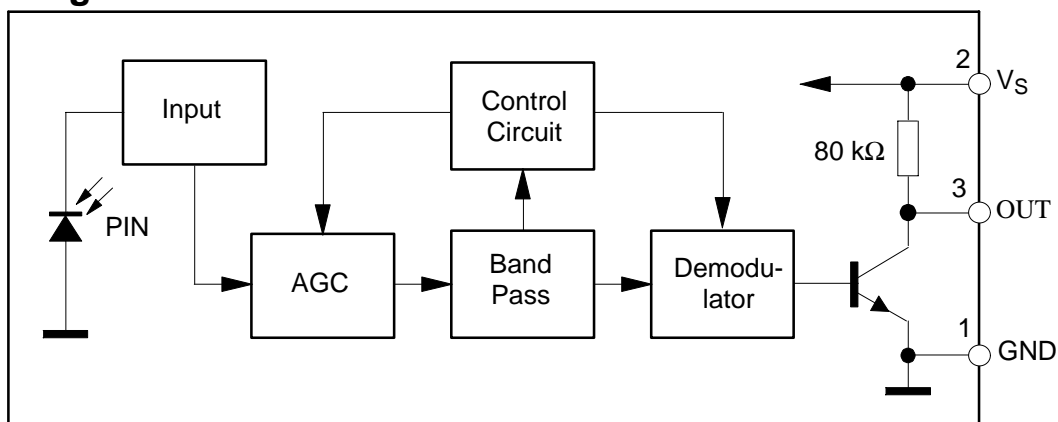 Input
Control
Circuit
2
VS
80 kΩ
3
OUT
PIN
AGC
Band
Pass
Demodu-
lator
1
GND